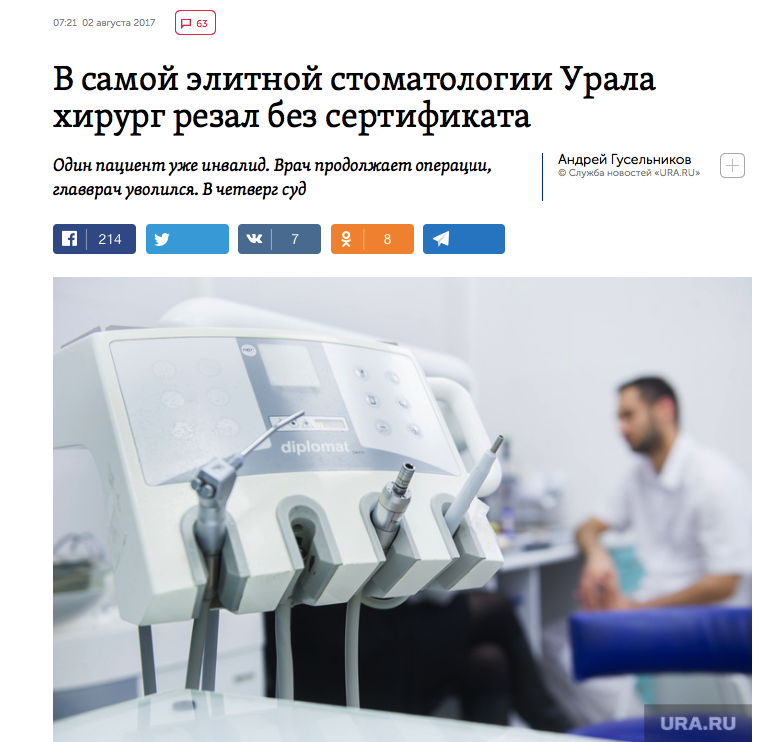 07:21 02 августа 2017
63
В самой элитной стоматологии Урала
хирург резал без сертификата
Один пациент уже инвалид. Врач продолжает операции,
главврач уволился. В четверг суд
Андрей Гусельников
© Служба новостей «URA.RU»
214
7
8
diplomat
URA.RU